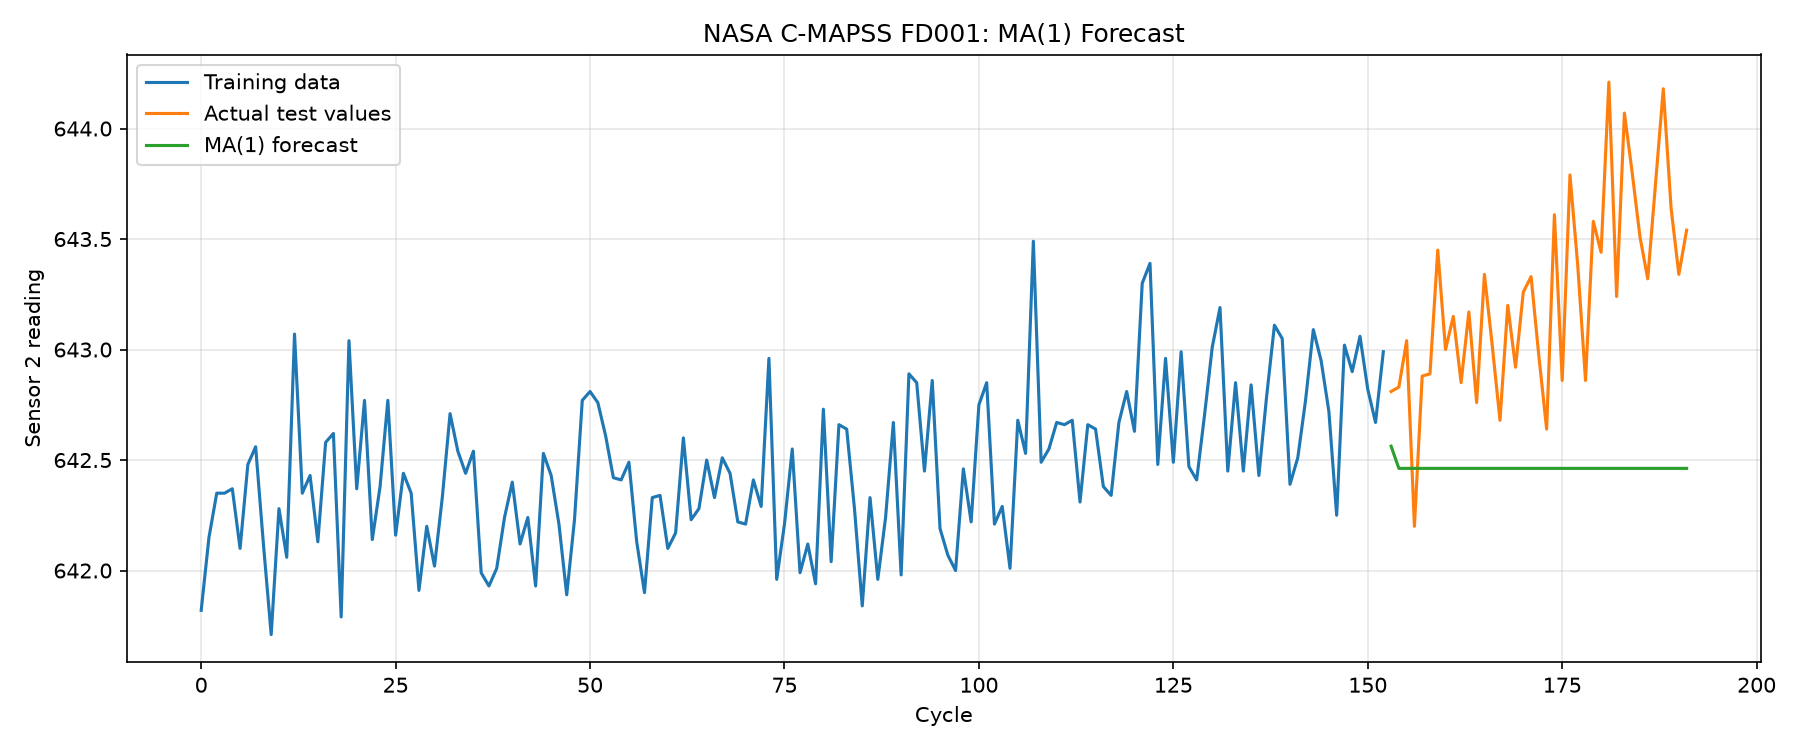 NASA C-MAPSS FD001: MA(1) Forecast
Training data
Actual test values
MA(1) forecast
644.0
643.5
643.0
642.5
642.0
Sensor 2 reading
0 25 50 75 100 125 150 175 200
Cycle